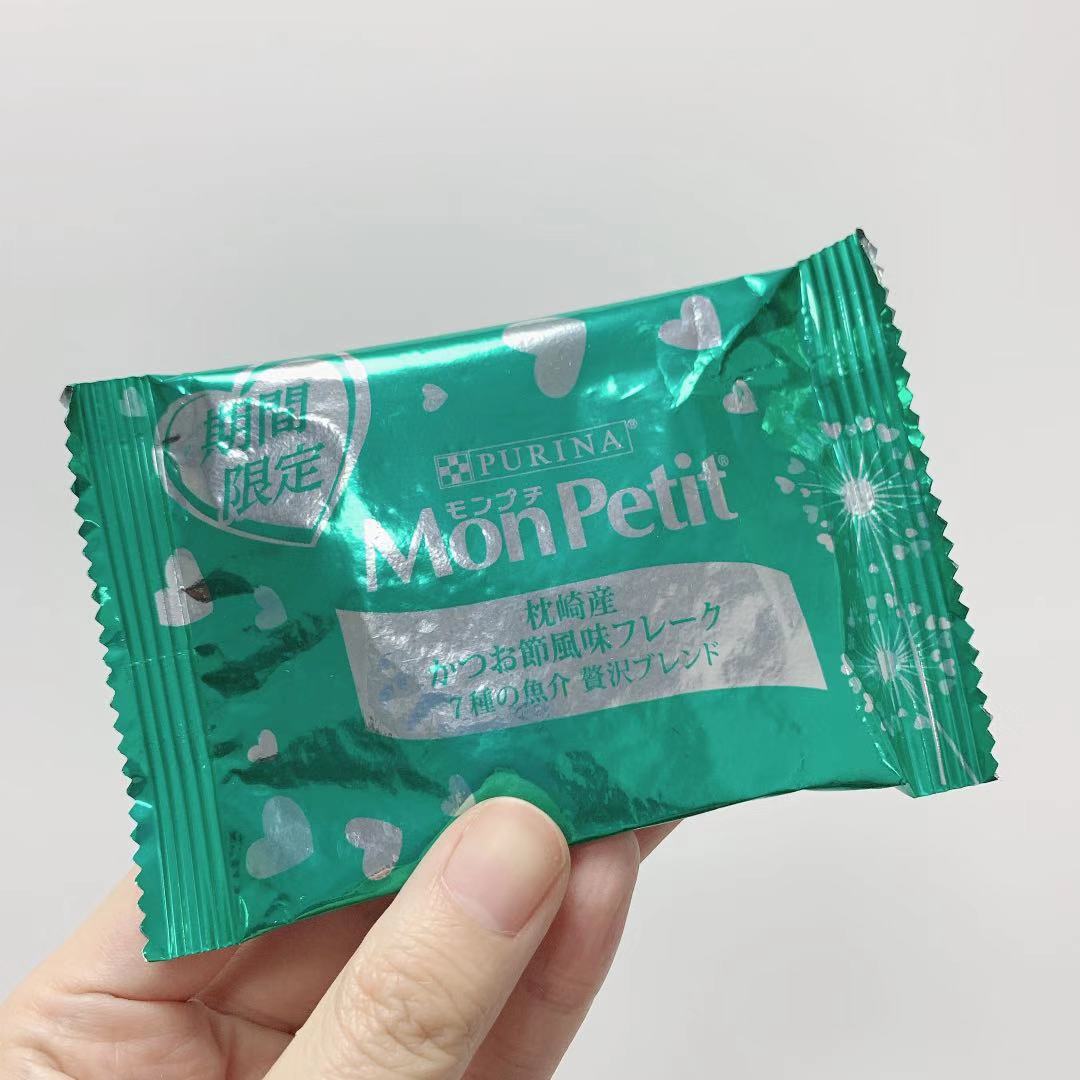 期間
限定
PURINA®
モンプチ
MonPetit®
枕崎産
かつお節風味フレーク
7種の魚介 贅沢ブレンド